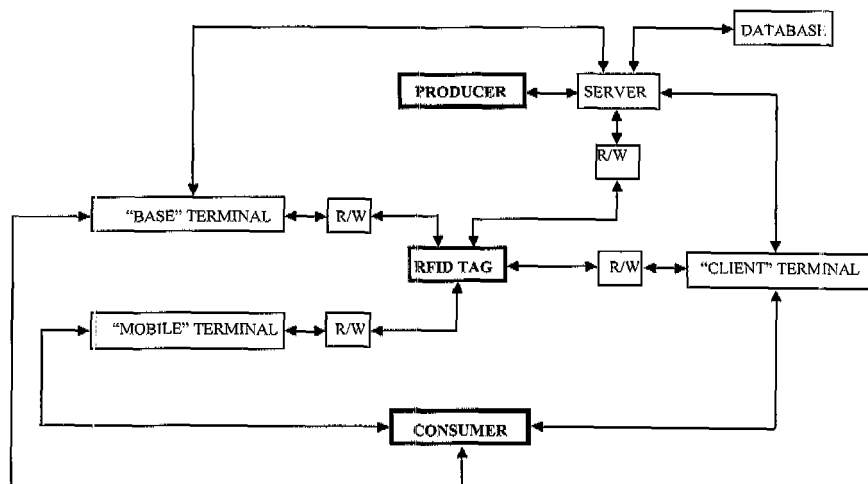 DATABASE
PRODUCER
SERVER
R/W
“BASE” TERMINAL
R/W
RFID TAG
R/W
“CLIENT” TERMINAL
“MOBILE” TERMINAL
R/W
CONSUMER